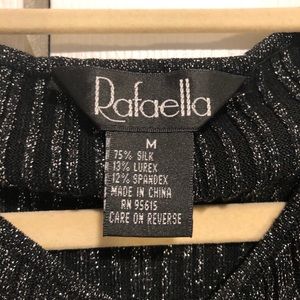 Rafaella
M
75% SILK
13% LUREX
12% SPANDEX
MADE IN CHINA
RN 95615
CARE ON REVERSE